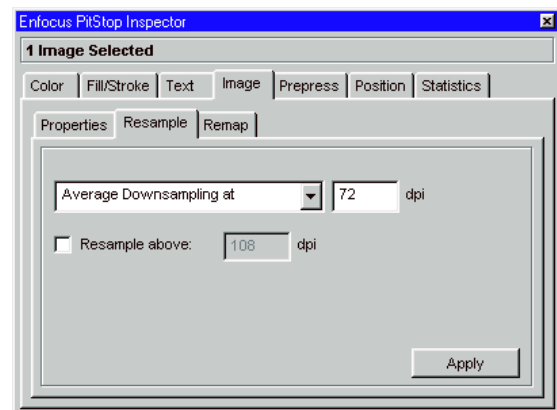 Enfocus PitStop Inspector
1 Image Selected
Color Fill/Stroke Text Image Prepress Position Statistics
Properties Resample Remap
Average Downsampling at 72 dpi
Resample above: 108 dpi
Apply